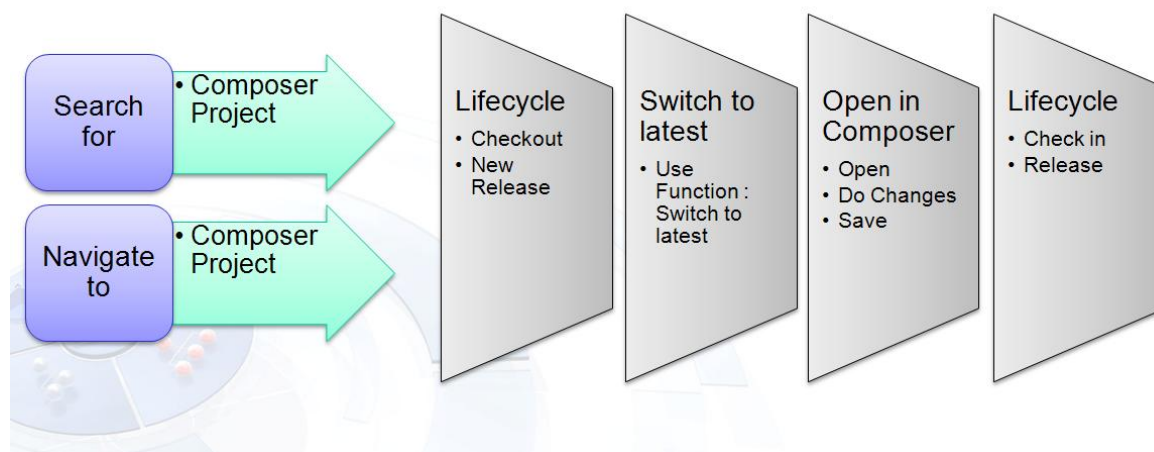 Search
for
• Composer
Project
Navigate
to
• Composer
Project
Lifecycle
• Checkout
• New
Release
Switch to
latest
• Use
Function :
Switch to
latest
Open in
Composer
• Open
• Do Changes
• Save
Lifecycle
• Check in
• Release